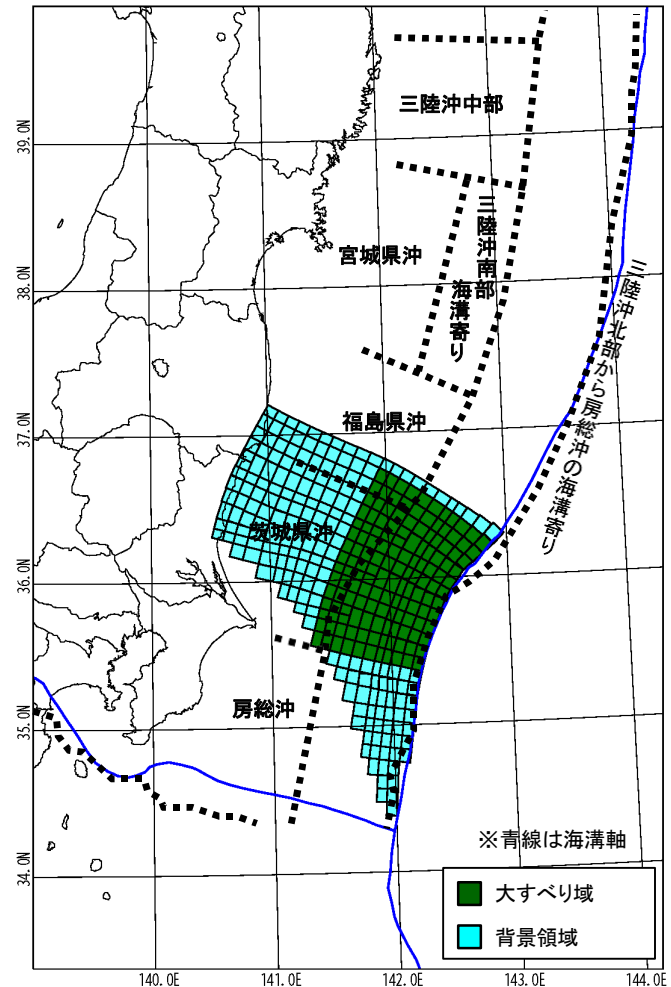 三陸沖中部
39.0N
三陸沖南部
海溝寄り
宮城県沖
38.0N
三陸沖北部から房総沖の海溝寄り
福島県沖
37.0N
茨城県沖
36.0N
房総沖
35.0N
※青線は海溝軸
34.0N
大すべり域
背景領域
140.0E
141.0E
142.0E
143.0E
144.0E